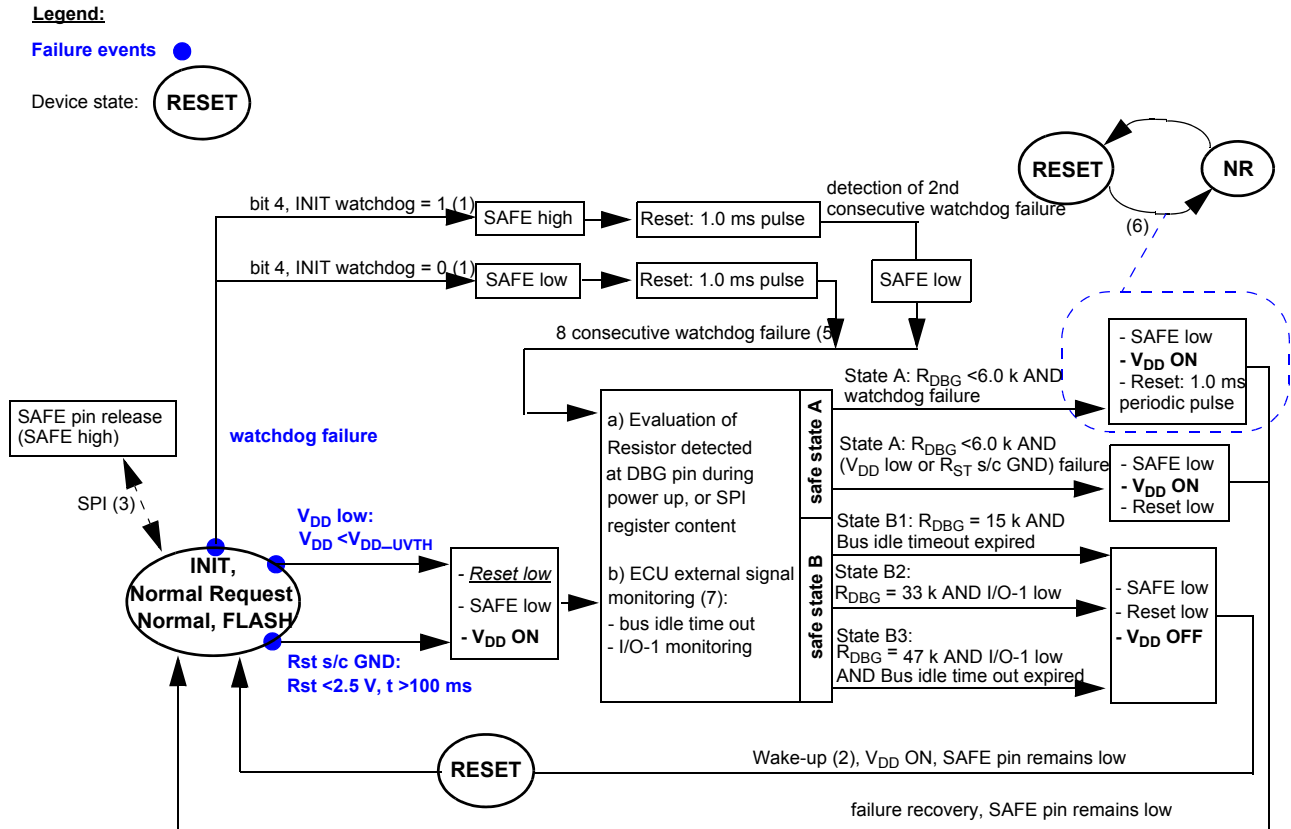 Legend:
Failure events
Device state:
RESET
RESET
NR
(6)
bit 4, INIT watchdog = 1 (1)
SAFE high
Reset: 1.0 ms pulse
detection of 2nd
consecutive watchdog failure
bit 4, INIT watchdog = 0 (1)
SAFE low
Reset: 1.0 ms pulse
SAFE low
8 consecutive watchdog failure (5
- SAFE low
- VDD ON
- Reset: 1.0 ms
periodic pulse
State A: RDBG <6.0 k AND
watchdog failure
SAFE pin release
(SAFE high)
SPI (3)
watchdog failure
a) Evaluation of
Resistor detected
at DBG pin during
power up, or SPI
register content
b) ECU external signal
monitoring (7):
- bus idle time out
- I/O-1 monitoring
safe state A
safe state B
State A: RDBG <6.0 k AND
(VDD low or RST s/c GND) failure
- SAFE low
- VDD ON
- Reset low
VDD low:
VDD <VDD_UVTH
INIT,
Normal Request
Normal, FLASH
- Reset low
- SAFE low
- VDD ON
Rst s/c GND:
Rst <2.5 V, t >100 ms
State B1: RDBG = 15 k AND
Bus idle timeout expired
State B2:
RDBG = 33 k AND I/O-1 low
State B3:
RDBG = 47 k AND I/O-1 low
AND Bus idle time out expired
- SAFE low
- Reset low
- VDD OFF
RESET
Wake-up (2), VDD ON, SAFE pin remains low
failure recovery, SAFE pin remains low